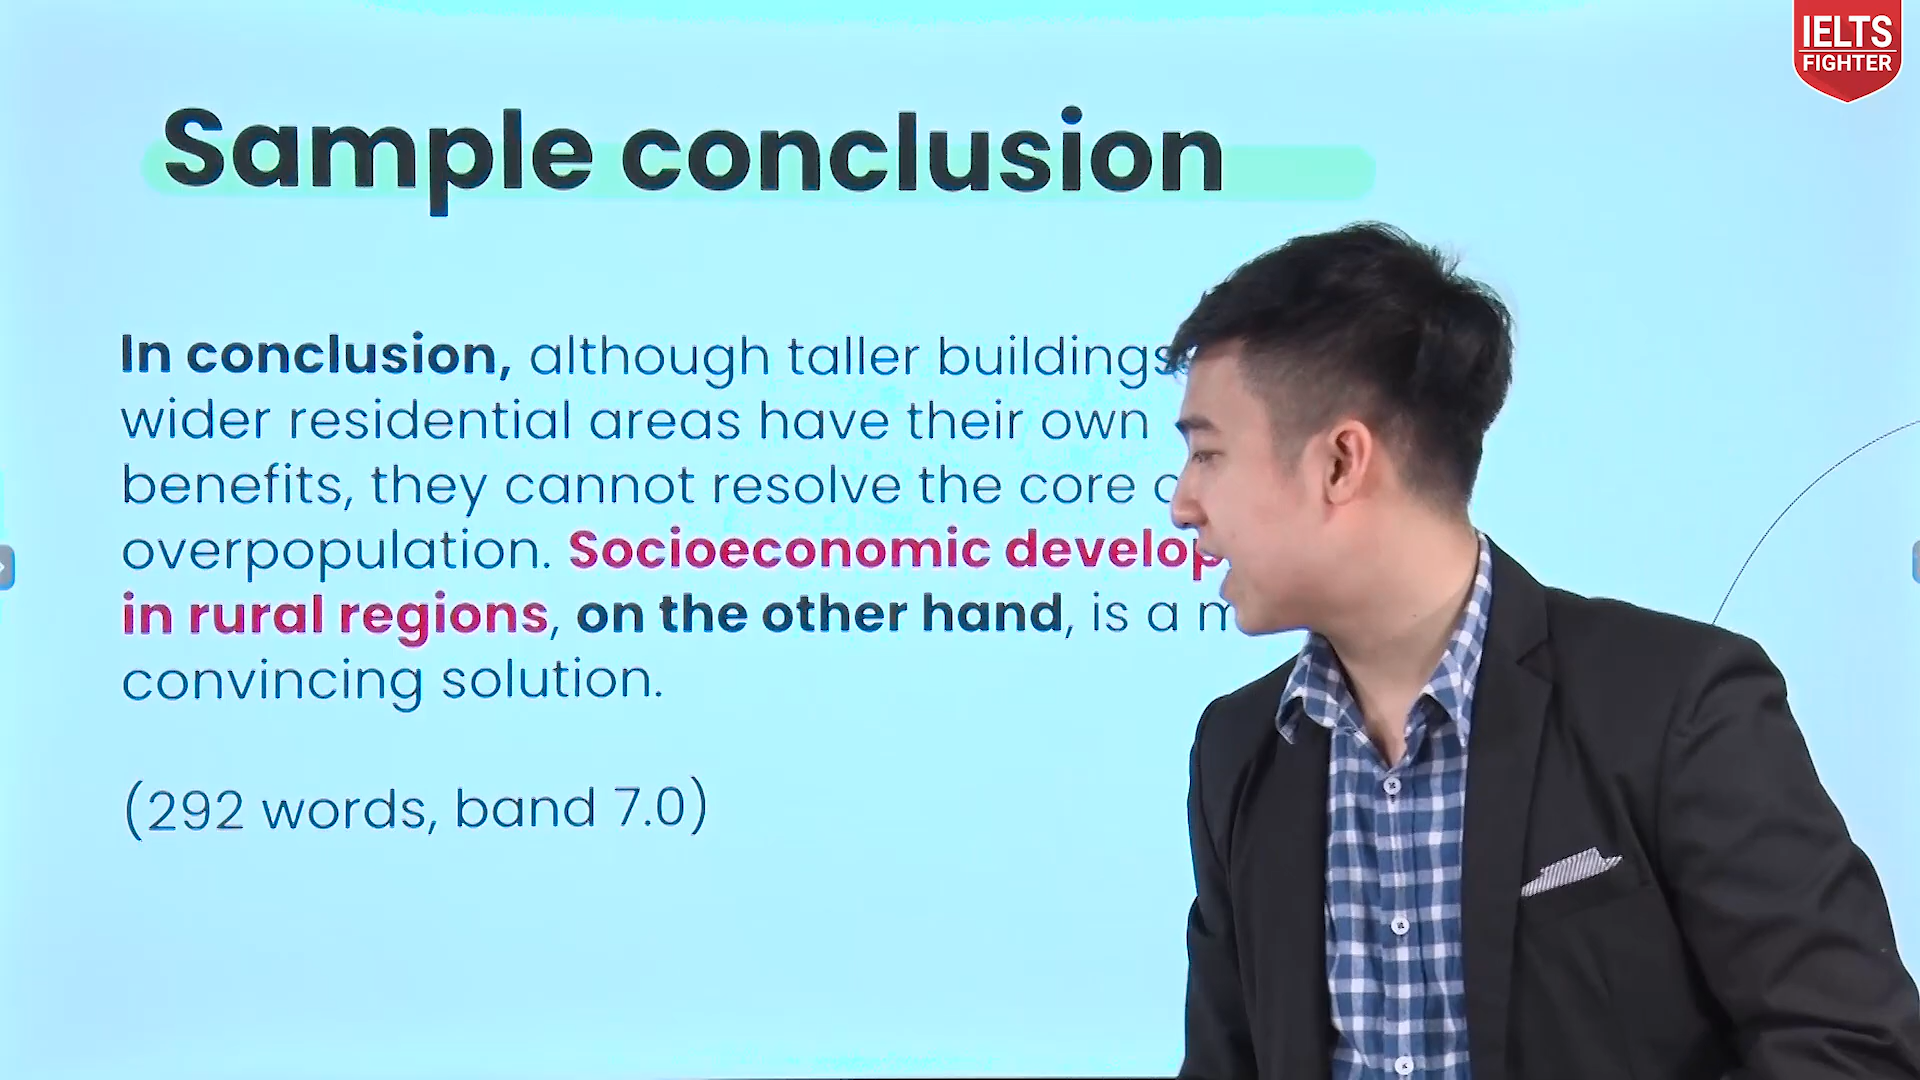 IELTS
FIGHTER
Sample conclusion
In conclusion, although taller buildings
wider residential areas have their own
benefits, they cannot resolve the core
overpopulation. Socioeconomic
in rural regions, on the other hand, is a
convincing solution.
(292 words, band 7.0)